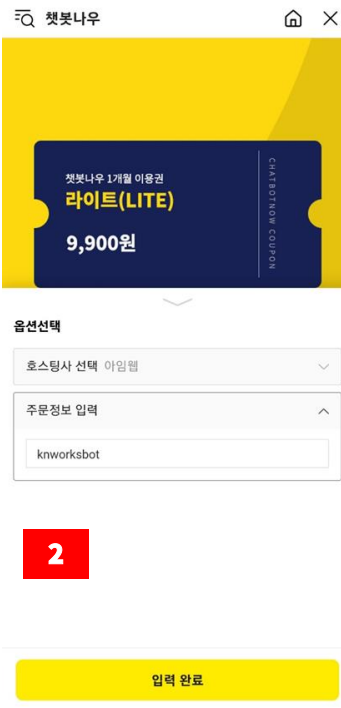 챗봇나우
챗봇나우 1개월 이용권
라이트(LITE)
9,900원
CHATBOTNOW COUPON
옵션선택
호스팅사 선택 아임웹
주문정보 입력
knworksbot
2
입력 완료